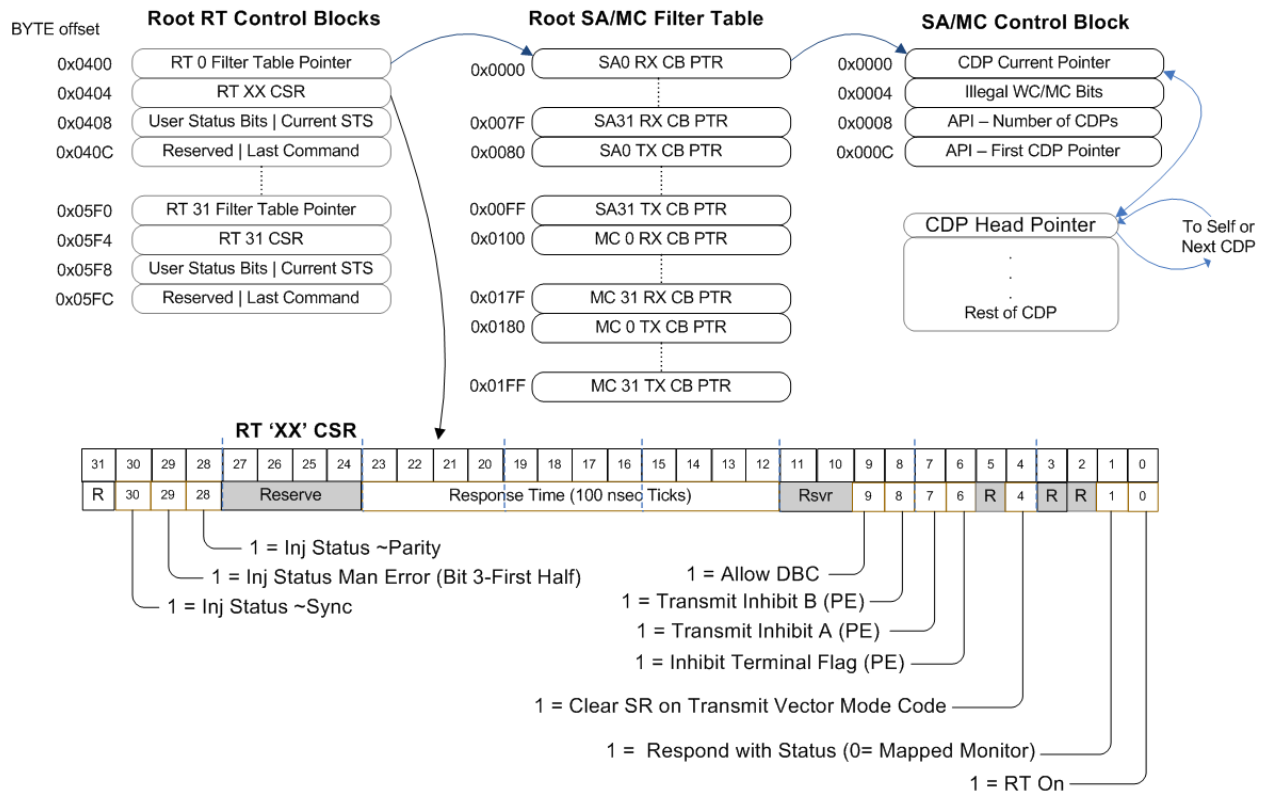 BYTE offset
Root RT Control Blocks
0x0400 RT 0 Filter Table Pointer
0x0404 RT XX CSR
0x0408 User Status Bits | Current STS
0x040C Reserved | Last Command
0x05F0 RT 31 Filter Table Pointer
0x05F4 RT 31 CSR
0x05F8 User Status Bits | Current STS
0x05FC Reserved | Last Command
Root SA/MC Filter Table
0x0000 SA0 RX CB PTR
0x007F SA31 RX CB PTR
0x0080 SA0 TX CB PTR
0x00FF SA31 TX CB PTR
0x0100 MC 0 RX CB PTR
0x017F MC 31 RX CB PTR
0x0180 MC 0 TX CB PTR
0x01FF MC 31 TX CB PTR
SA/MC Control Block
0x0000 CDP Current Pointer
0x0004 Illegal WC/MC Bits
0x0008 API – Number of CDPs
0x000C API – First CDP Pointer
CDP Head Pointer
.
.
.
Rest of CDP
To Self or
Next CDP
RT ‘XX’ CSR
31 30 29 28 27 26 25 24 23 22 21 20 19 18 17 16 15 14 13 12 11 10 9 8 7 6 5 4 3 2 1 0
R 30 29 28 Reserve Response Time (100 nsec Ticks) Rsvr 9 8 7 6 R 4 R R 1 0
1 = Inj Status ~Parity
1 = Inj Status Man Error (Bit 3-First Half)
1 = Inj Status ~Sync
1 = Allow DBC
1 = Transmit Inhibit B (PE)
1 = Transmit Inhibit A (PE)
1 = Inhibit Terminal Flag (PE)
1 = Clear SR on Transmit Vector Mode Code
1 = Respond with Status (0= Mapped Monitor)
1 = RT On